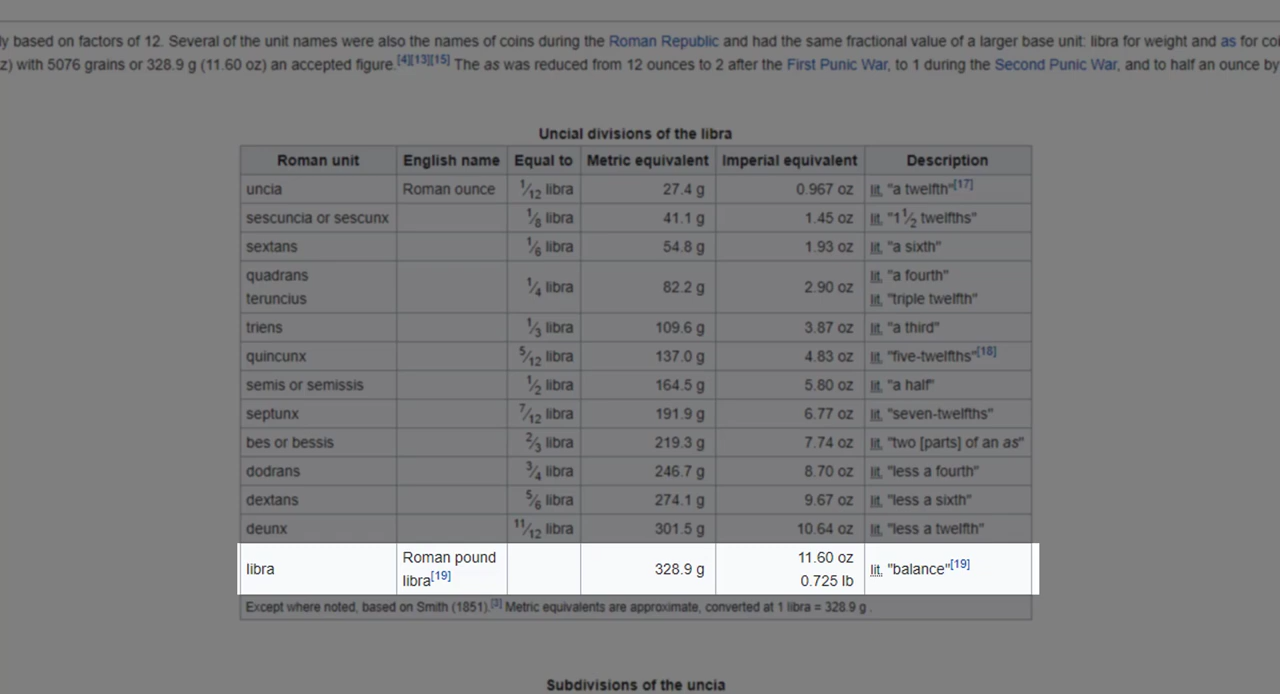 ly based on factors of 12. Several of the unit names were also the names of coins during the Roman Republic and had the same fractional value of a larger base unit: libra for weight and as for coi
z) with 5076 grains or 328.9 g (11.60 oz) an accepted figure.[4][13][15] The as was reduced from 12 ounces to 2 after the First Punic War, to 1 during the Second Punic War, and to half an ounce by
Uncial divisions of the libra
Roman unit English name Equal to Metric equivalent Imperial equivalent Description
uncia Roman ounce 1/12 libra 27.4 g 0.967 oz lit. "a twelfth"[17]
sescuncia or sescunx 1/8 libra 41.1 g 1.45 oz lit. "1 1/2 twelfths"
sextans 1/6 libra 54.8 g 1.93 oz lit. "a sixth"
quadrans 1/4 libra 82.2 g 2.90 oz lit. "a fourth"
teruncius lit. "triple twelfth"
triens 1/3 libra 109.6 g 3.87 oz lit. "a third"
quincunx 5/12 libra 137.0 g 4.83 oz lit. "five-twelfths"[18]
semis or semissis 1/2 libra 164.5 g 5.80 oz lit. "a half"
septunx 7/12 libra 191.9 g 6.77 oz lit. "seven-twelfths"
bes or bessis 2/3 libra 219.3 g 7.74 oz lit. "two [parts] of an as"
dodrans 3/4 libra 246.7 g 8.70 oz lit. "less a fourth"
dextans 5/6 libra 274.1 g 9.67 oz lit. "less a sixth"
deunx 11/12 libra 301.5 g 10.64 oz lit. "less a twelfth"
libra Roman pound 328.9 g 11.60 oz lit. "balance"[19]
libra[19] 0.725 lb
Except where noted, based on Smith (1851).[3] Metric equivalents are approximate, converted at 1 libra = 328.9 g .
Subdivisions of the uncia